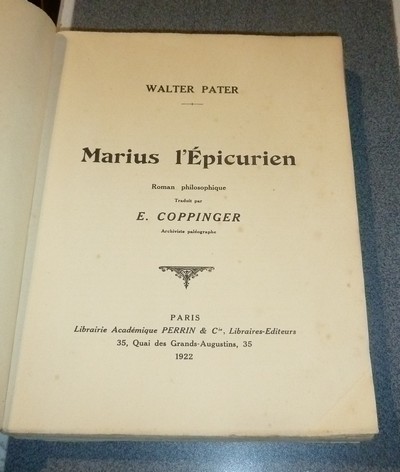 WALTER PATER
Marius l'Épicurien
Roman philosophique
Traduit par
E. COPPINGER
Archiviste paléographe
PARIS
Librairie Académique PERRIN & Cie, Libraires-Editeurs
35, Quai des Grands-Augustins, 35
1922